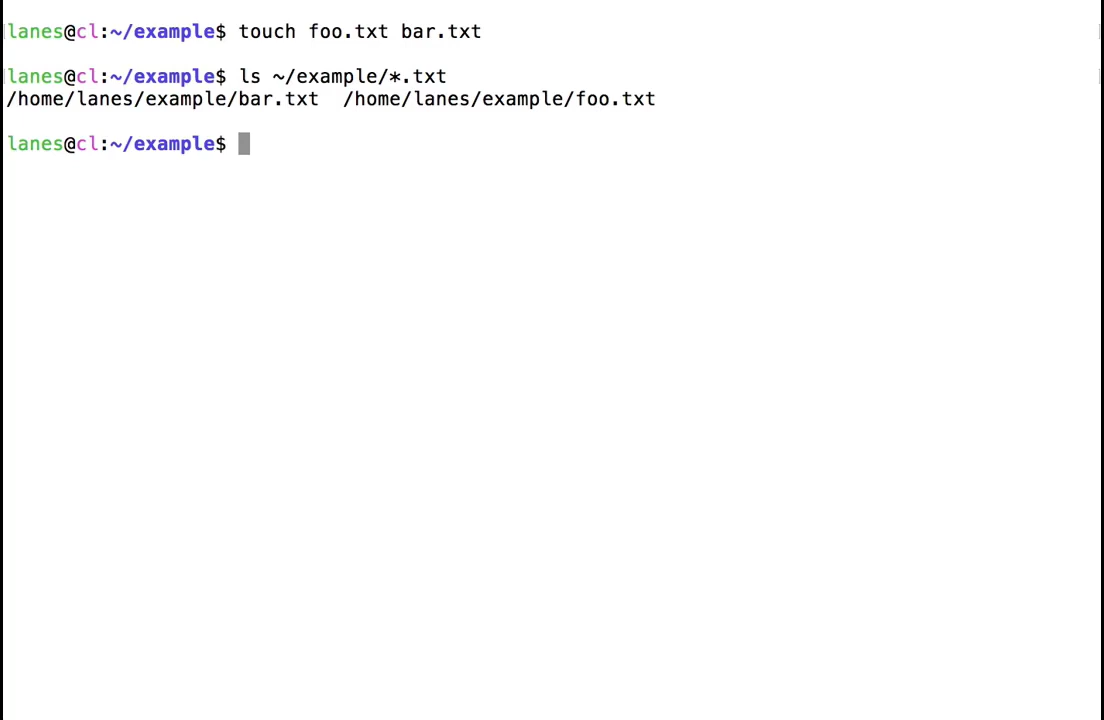 lanes@cl:~/example$ touch foo.txt bar.txt
lanes@cl:~/example$ ls ~/example/*.txt
/home/lanes/example/bar.txt  /home/lanes/example/foo.txt
lanes@cl:~/example$